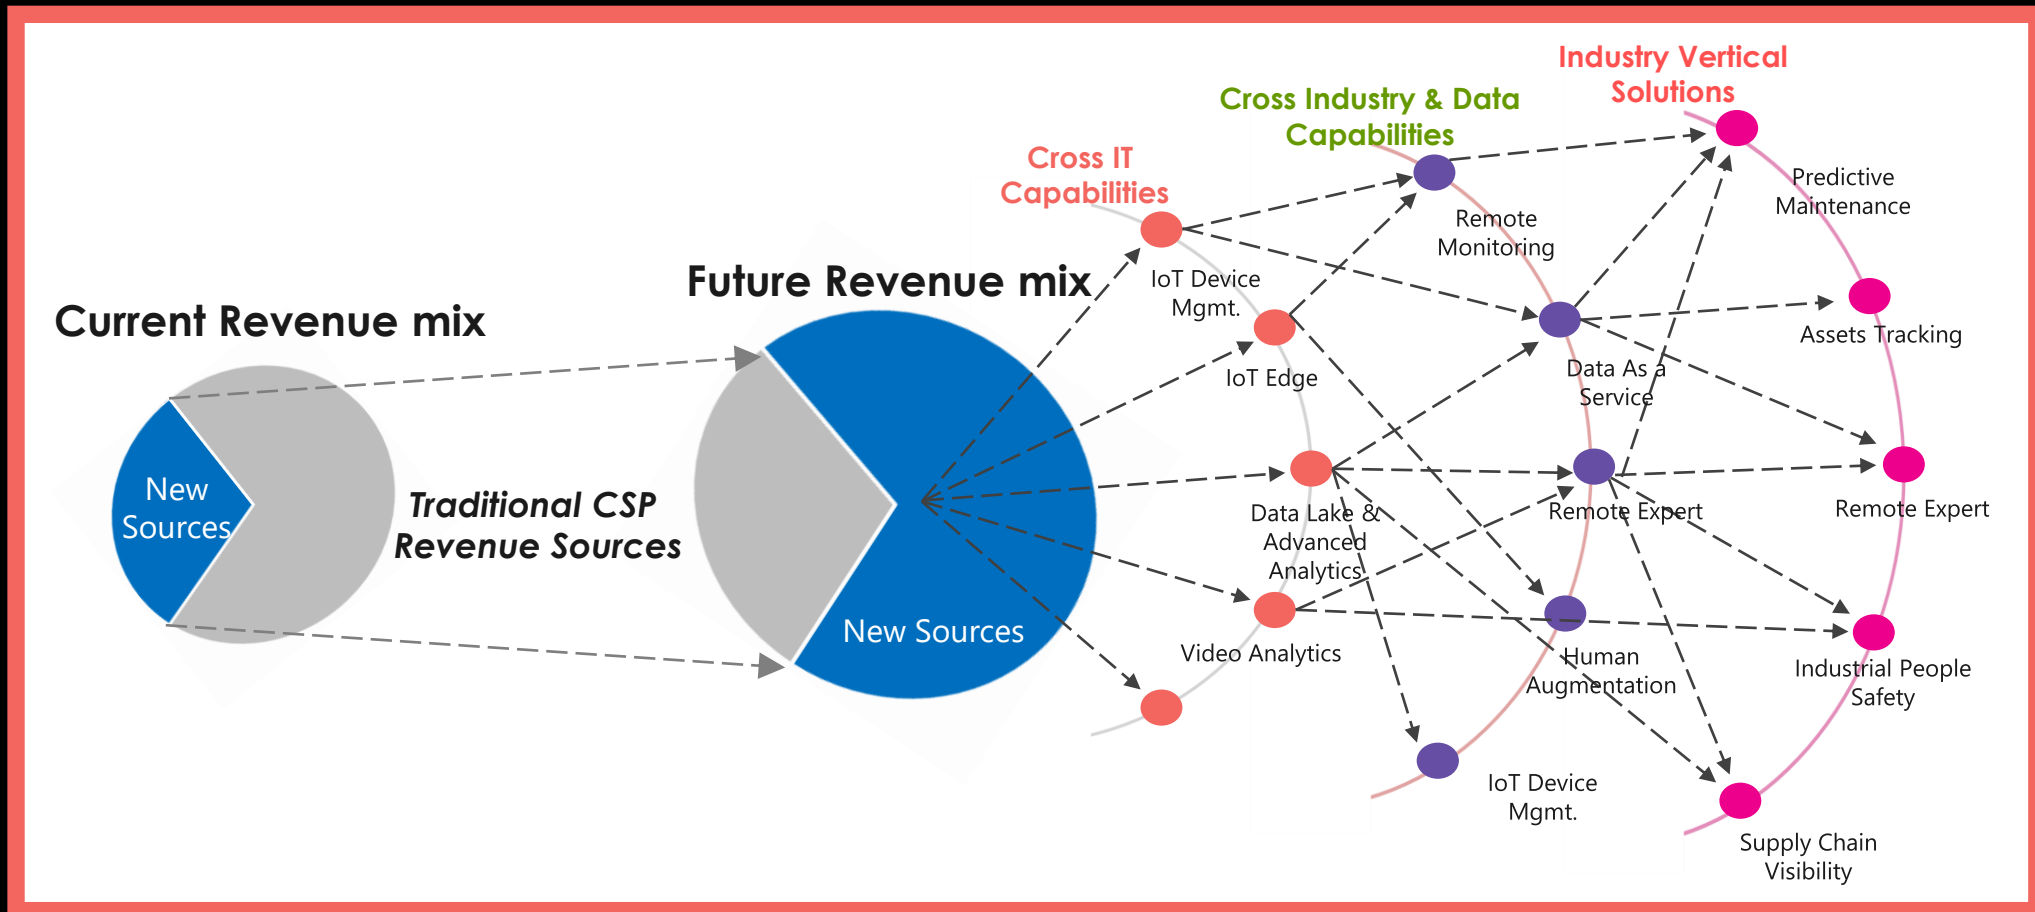 Industry Vertical
Solutions
Cross Industry & Data
Capabilities
Cross IT
Capabilities
Future Revenue mix
Current Revenue mix
New
Sources
Traditional CSP
Revenue Sources
New Sources
IoT Device
Mgmt.
IoT Edge
Data Lake &
Advanced
Analytics
Video Analytics
Remote
Monitoring
Data As a
Service
Remote Expert
Human
Augmentation
IoT Device
Mgmt.
Predictive
Maintenance
Assets Tracking
Remote Expert
Industrial People
Safety
Supply Chain
Visibility